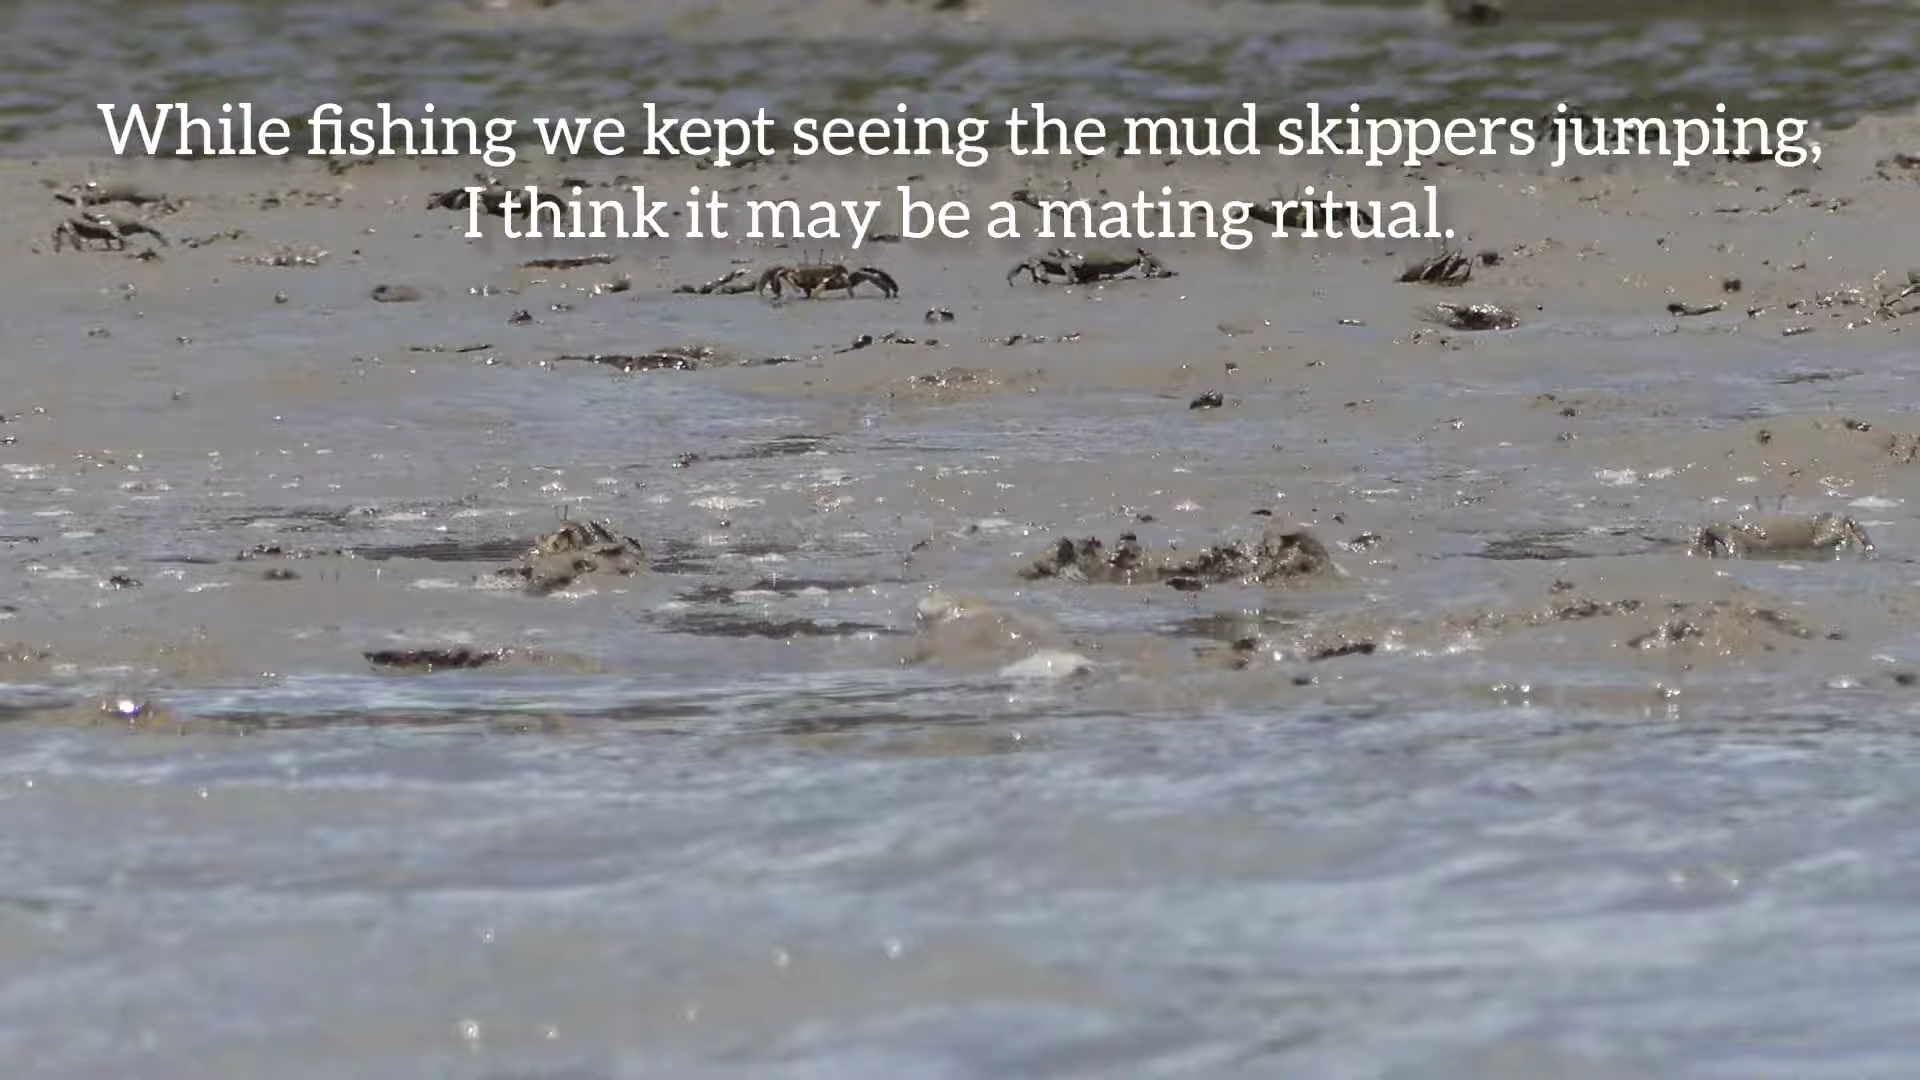 While fishing we kept seeing the mud skippers jumping,
I think it may be a mating ritual.